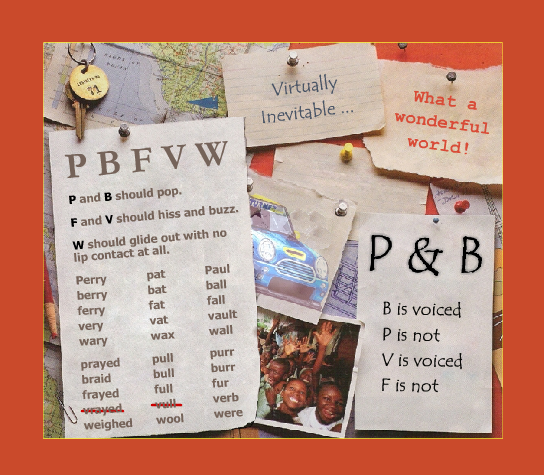 Virtually
Inevitable ...
What a
wonderful
world!
P B F V W
P and B should pop.
F and V should hiss and buzz.
W should glide out with no
lip contact at all.
Perry pat Paul
berry bat ball
ferry fat fall
very vat vault
wary wax wall
prayed pull purr
braid bull burr
frayed full fur
vrayed vull verb
weighed wool were
P & B
B is voiced
P is not
V is voiced
F is not